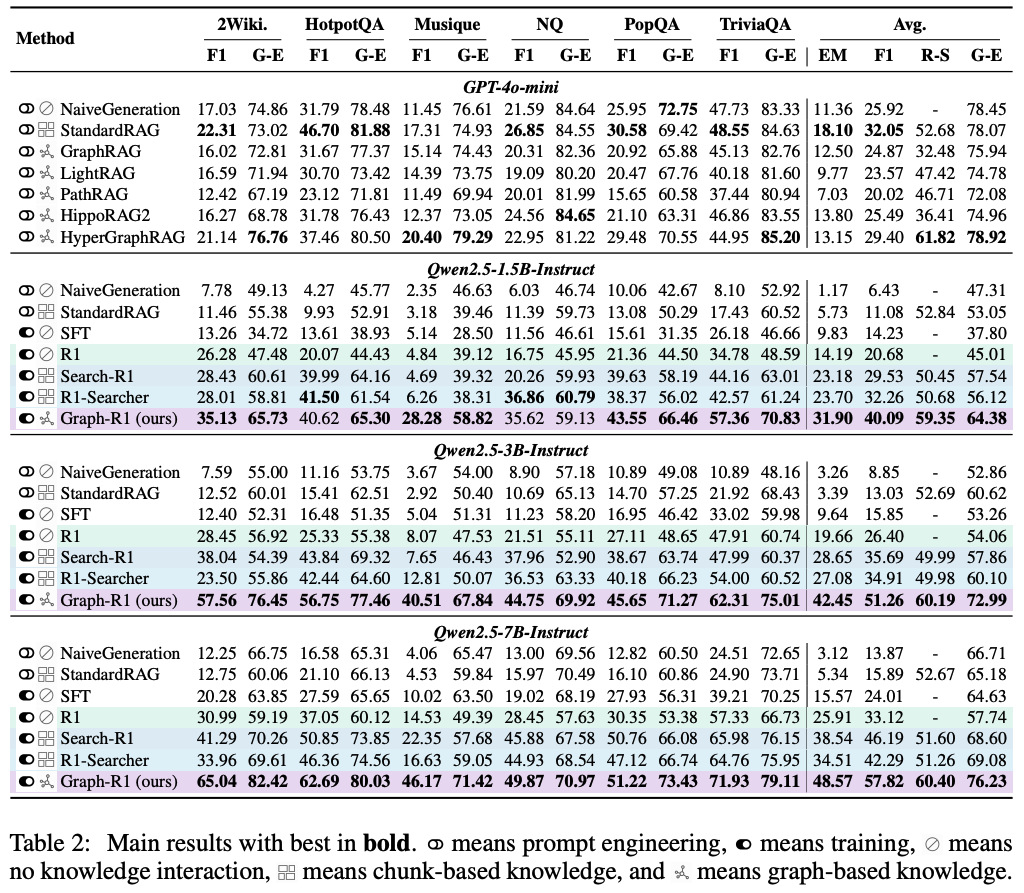 Method 2Wiki. HotpotQA Musique NQ PopQA TriviaQA Avg.
F1 G-E F1 G-E F1 G-E F1 G-E F1 G-E F1 G-E EM F1 R-S G-E
GPT-4o-mini
NaiveGeneration 17.03 74.86 31.79 78.48 11.45 76.61 21.59 84.64 25.95 72.75 47.73 83.33 11.36 25.92 - 78.45
StandardRAG 22.31 73.02 46.70 81.88 17.31 74.93 26.85 84.55 30.58 69.42 48.55 84.63 18.10 32.05 52.68 78.07
GraphRAG 16.02 72.81 31.67 77.37 15.14 74.43 20.31 82.36 20.92 65.88 45.13 82.76 12.50 24.87 32.48 75.94
LightRAG 16.59 71.94 30.70 73.42 14.39 73.75 19.09 80.20 20.47 67.76 40.18 81.60 9.77 23.57 47.42 74.78
PathRAG 12.42 67.19 23.12 71.81 11.49 69.94 20.01 81.99 15.65 60.58 37.44 80.94 7.03 20.02 46.71 72.08
HippoRAG2 16.27 68.78 31.78 76.43 12.37 73.05 24.56 84.65 21.10 63.31 46.86 83.55 13.80 25.49 36.41 74.96
HyperGraphRAG 21.14 76.76 37.46 80.50 20.40 79.29 22.95 81.22 29.48 70.55 44.95 85.20 13.15 29.40 61.82 78.92
Qwen2.5-1.5B-Instruct
NaiveGeneration 7.78 49.13 4.27 45.77 2.35 46.63 6.03 46.74 10.06 42.67 8.10 52.92 1.17 6.43 - 47.31
StandardRAG 11.46 55.38 9.93 52.91 3.18 39.46 11.39 59.73 13.08 50.29 17.43 60.52 5.73 11.08 52.84 53.05
SFT 13.26 34.72 13.61 38.93 5.14 28.50 11.56 46.61 15.61 31.35 26.18 46.66 9.83 14.23 - 37.80
R1 26.28 47.48 20.07 44.43 4.84 39.12 16.75 45.95 21.36 44.50 34.78 48.59 14.19 20.68 - 45.01
Search-R1 28.43 60.61 39.99 64.16 4.69 39.32 20.26 59.93 39.63 58.19 44.16 63.01 23.18 29.53 50.45 57.54
R1-Searcher 28.01 58.81 41.50 61.54 6.26 38.31 36.86 60.79 38.37 56.02 42.57 61.24 23.70 32.26 50.68 56.12
Graph-R1 (ours) 35.13 65.73 40.62 65.30 28.28 58.82 35.62 59.13 43.55 66.46 57.36 70.83 31.90 40.09 59.35 64.38
Qwen2.5-3B-Instruct
NaiveGeneration 7.59 55.00 11.16 53.75 3.67 54.00 8.90 57.18 10.89 49.08 10.89 48.16 3.26 8.85 - 52.86
StandardRAG 12.52 60.01 15.41 62.51 2.92 50.40 10.69 65.13 14.70 57.25 21.92 68.43 3.39 13.03 52.69 60.62
SFT 12.40 52.31 16.48 51.35 5.04 51.31 11.23 58.20 16.95 46.42 33.02 59.98 9.64 15.85 - 53.26
R1 28.45 56.92 25.33 55.38 8.07 47.53 21.51 55.11 27.11 48.65 47.91 60.74 19.66 26.40 - 54.06
Search-R1 38.04 54.39 43.84 69.32 7.65 46.43 37.96 52.90 38.67 63.74 47.99 60.37 28.65 35.69 49.99 57.86
R1-Searcher 23.50 55.86 42.44 64.60 12.81 50.07 36.53 63.33 40.18 66.23 54.00 60.52 27.08 34.91 49.98 60.10
Graph-R1 (ours) 57.56 76.45 56.75 77.46 40.51 67.84 44.75 69.92 45.65 71.27 62.31 75.01 42.45 51.26 60.19 72.99
Qwen2.5-7B-Instruct
NaiveGeneration 12.25 66.75 16.58 65.31 4.06 65.47 13.00 69.56 12.82 60.50 24.51 72.65 3.12 13.87 - 66.71
StandardRAG 12.75 60.06 21.10 66.13 4.53 59.84 15.97 70.49 16.10 60.86 24.90 73.71 5.34 15.89 52.67 65.18
SFT 20.28 63.85 27.59 65.65 10.02 63.50 19.02 68.19 27.93 56.31 39.21 70.25 15.57 24.01 - 64.63
R1 30.99 59.19 37.05 60.12 14.53 49.39 28.45 57.63 30.35 53.38 57.33 66.73 25.91 33.12 - 57.74
Search-R1 41.29 70.26 50.85 73.85 22.35 57.68 45.88 67.58 50.76 66.08 65.98 76.15 38.54 46.19 51.60 68.60
R1-Searcher 33.96 69.61 46.36 74.56 16.63 59.05 44.93 68.54 47.12 66.74 64.76 75.95 34.51 42.29 51.26 69.08
Graph-R1 (ours) 65.04 82.42 62.69 80.03 46.17 71.42 49.87 70.97 51.22 73.43 71.93 79.11 48.57 57.82 60.40 76.23
Table 2: Main results with best in bold. means prompt engineering, means training, means
no knowledge interaction, means chunk-based knowledge, and means graph-based knowledge.